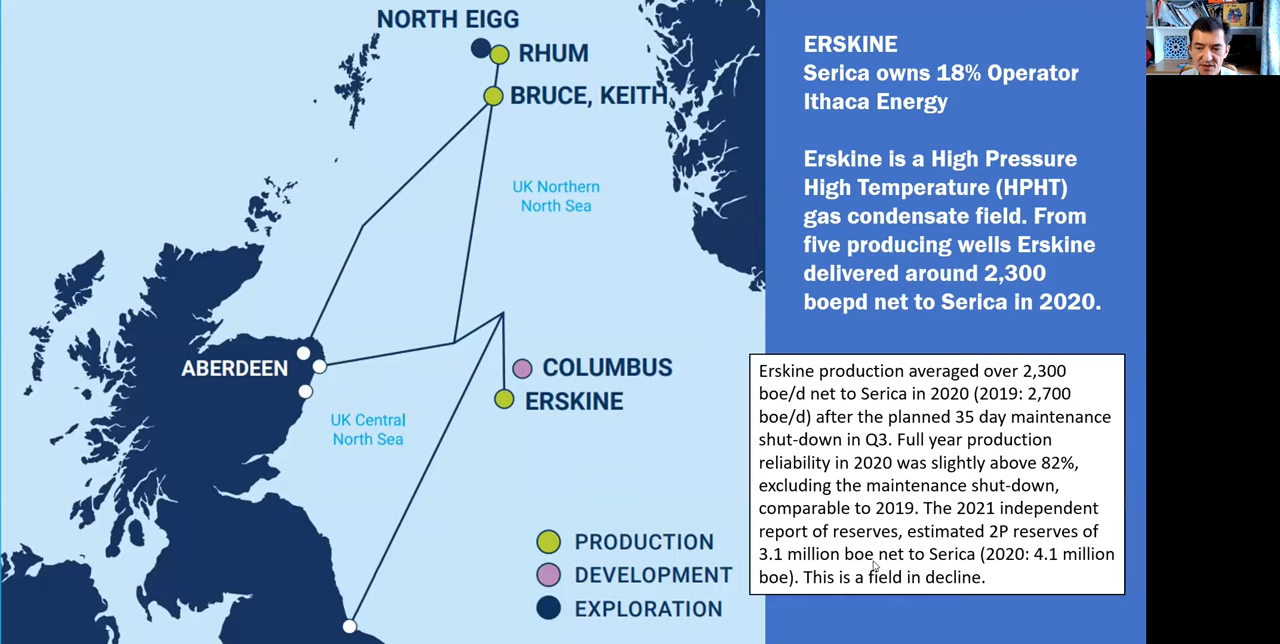 NORTH EIGG
RHUM
BRUCE, KEITH
UK Northern
North Sea
ABERDEEN
COLUMBUS
ERSKINE
UK Central
North Sea
PRODUCTION
DEVELOPMENT
EXPLORATION
ERSKINE
Serica owns 18% Operator
Ithaca Energy
Erskine is a High Pressure
High Temperature (HPHT)
gas condensate field. From
five producing wells Erskine
delivered around 2,300
boepd net to Serica in 2020.
Erskine production averaged over 2,300
boe/d net to Serica in 2020 (2019: 2,700
boe/d) after the planned 35 day maintenance
shut-down in Q3. Full year production
reliability in 2020 was slightly above 82%,
excluding the maintenance shut-down,
comparable to 2019. The 2021 independent
report of reserves, estimated 2P reserves of
3.1 million boe net to Serica (2020: 4.1 million
boe). This is a field in decline.